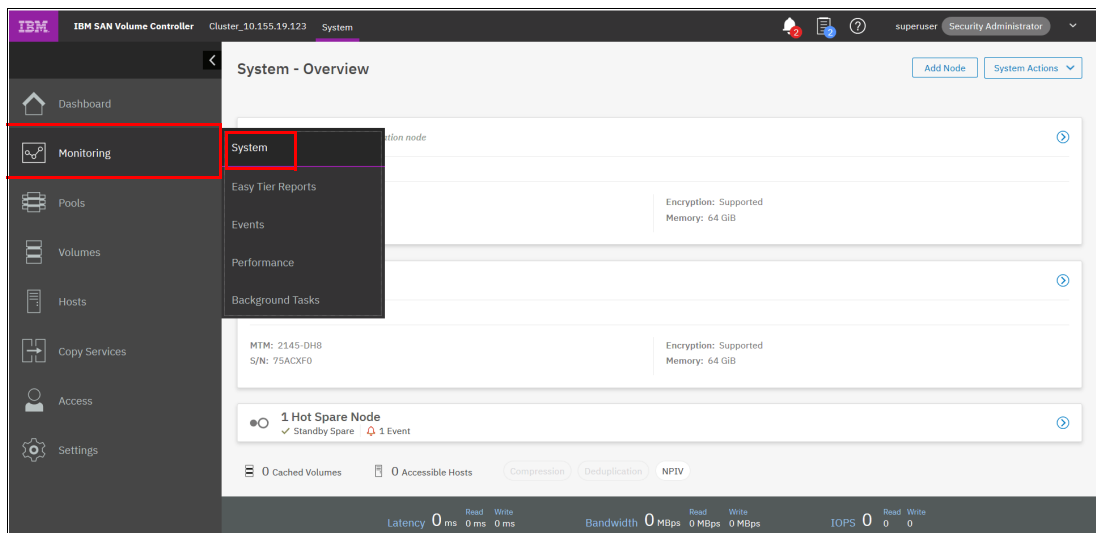 IBM IBM SAN Volume Controller Cluster_10.155.19.123 System 2 2 ? superuser Security Administrator
System - Overview Add Node System Actions
Dashboard
Monitoring
Pools
Volumes
Hosts
Copy Services
Access
Settings
System
Easy Tier Reports
Events
Performance
Background Tasks
node
Encryption: Supported
Memory: 64 GiB
MTM: 2145-DH8 Encryption: Supported
S/N: 75ACXF0 Memory: 64 GiB
1 Hot Spare Node
Standby Spare 1 Event
0 Cached Volumes 0 Accessible Hosts Compression Deduplication NPIV
Latency 0 ms Read 0 ms Write 0 ms Bandwidth 0 MBps Read 0 MBps Write 0 MBps IOPS 0 Read 0 Write 0